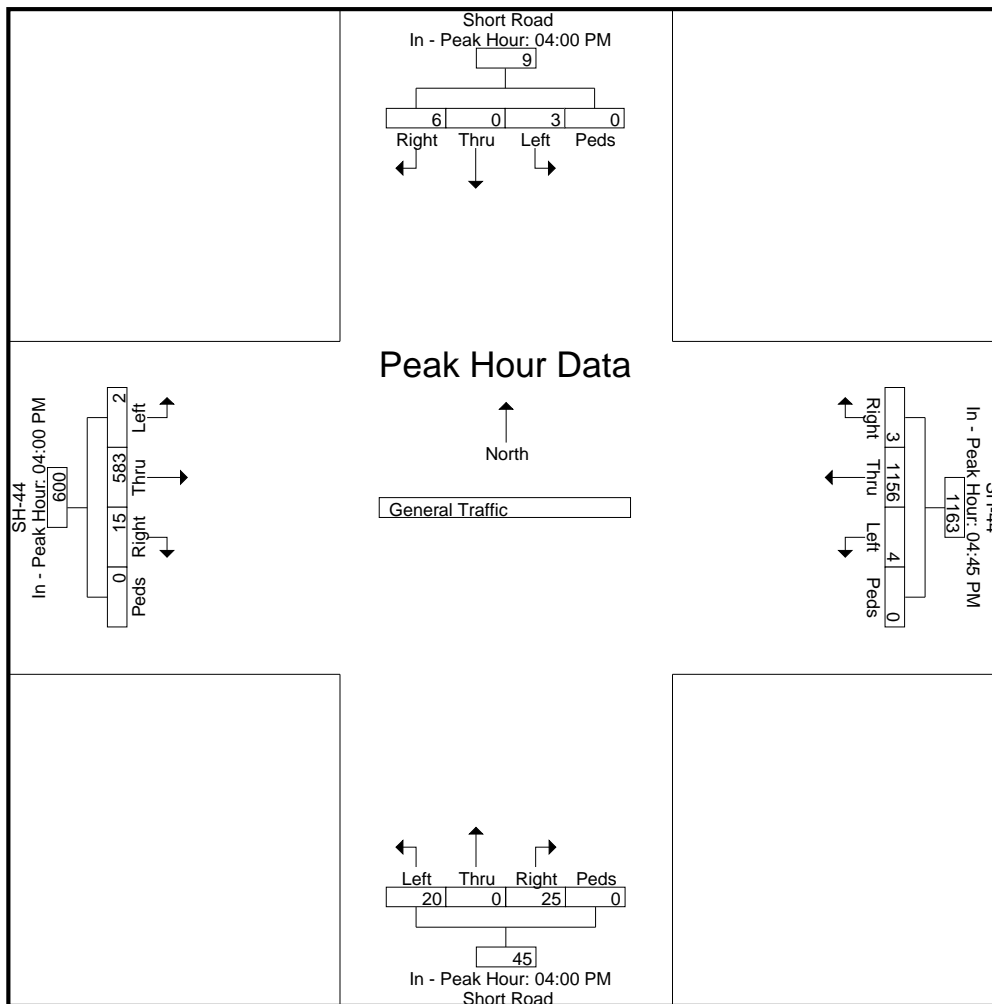 Short Road
In - Peak Hour: 04:00 PM
9
6 0 3 0
Right Thru Left Peds
Peak Hour Data
North
General Traffic
SH-44
In - Peak Hour: 04:00 PM
600
2 583 15 0
Left Thru Right Peds
SH-44
In - Peak Hour: 04:45 PM
1163
3 1156 4 0
Right Thru Left Peds
Left Thru Right Peds
20 0 25 0
45
In - Peak Hour: 04:00 PM
Short Road